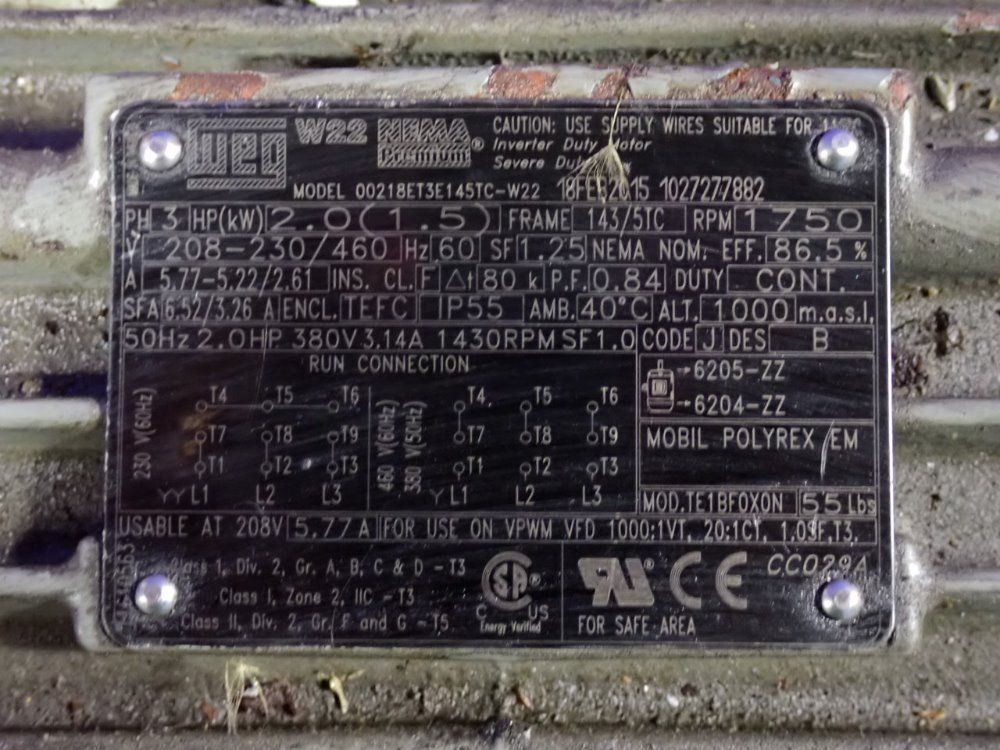 WEG W22 NEMA Premium ® CAUTION: USE SUPPLY WIRES SUITABLE FOR
Inverter Duty Motor
Severe Duty
MODEL 00218ET3E145TC-W22 18FEB2015 1027277882
PH 3 HP(kW) 2.0(1.5) FRAME 143/5TC RPM 1750
V 208-230/460 Hz 60 SF 1.25 NEMA NOM. EFF. 86.5 %
A 5.77-5.22/2.61 INS. CL. F Δt 80 k P.F. 0.84 DUTY CONT.
SFA 6.52/3.26 A ENCL. TEFC IP55 AMB. 40°C ALT. 1000 m.a.s.l.
50Hz 2.0HP 380V 3.14A 1430RPM SF1.0 CODE J DES B
RUN CONNECTION
230 V(60Hz)
T4 T5 T6
T7 T8 T9
T1 T2 T3
YY L1 L2 L3
460 V(60Hz)
380 V(50Hz)
T4 T5 T6
T7 T8 T9
T1 T2 T3
Y L1 L2 L3
6205-ZZ
6204-ZZ
MOBIL POLYREX EM
MOD.TE1BF0X0N 55 Lbs
USABLE AT 208V 5.77 A FOR USE ON VPWM VFD 1000:1VT, 20:1CT, 1.0SF,T3.
Class 1, Div. 2, Gr. A, B, C & D - T3
Class I, Zone 2, IIC - T3
Class II, Div. 2, Gr. F and G - T5
SA ®
C US
Energy Verified
UR
FOR SAFE AREA
CE
CC029A